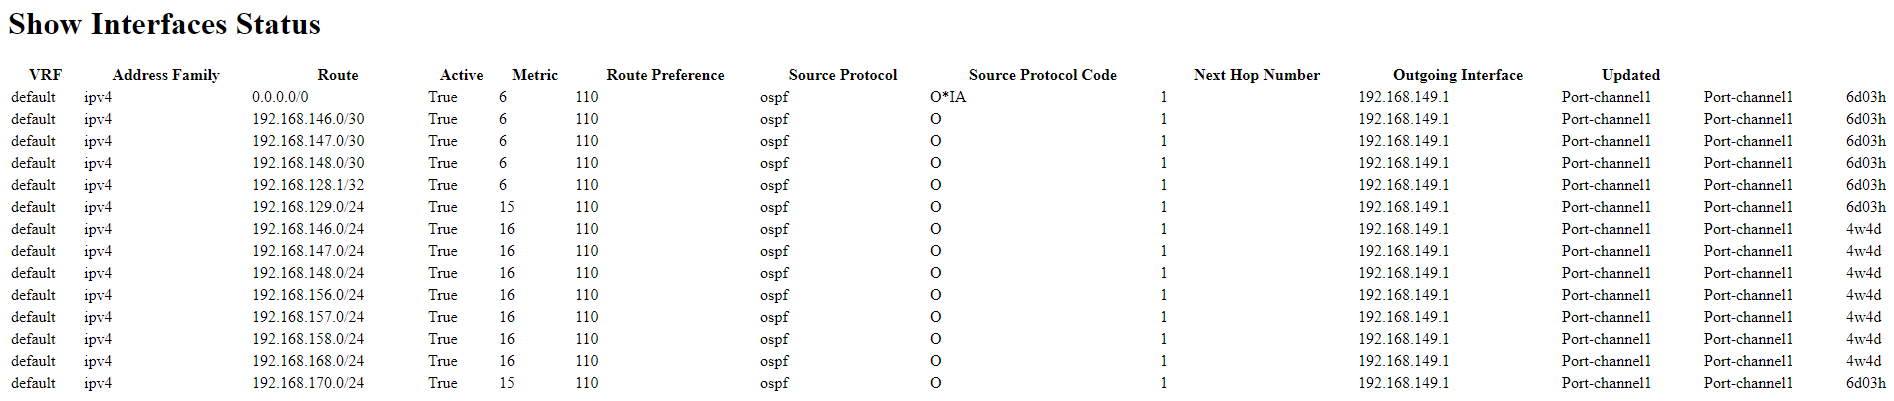 Show Interfaces Status
VRF Address Family Route Active Metric Route Preference Source Protocol Source Protocol Code Next Hop Number Outgoing Interface Updated
default ipv4 0.0.0.0/0 True 6 110 ospf O*IA 1 192.168.149.1 Port-channel1 Port-channel1 6d03h
default ipv4 192.168.146.0/30 True 6 110 ospf O 1 192.168.149.1 Port-channel1 Port-channel1 6d03h
default ipv4 192.168.147.0/30 True 6 110 ospf O 1 192.168.149.1 Port-channel1 Port-channel1 6d03h
default ipv4 192.168.148.0/30 True 6 110 ospf O 1 192.168.149.1 Port-channel1 Port-channel1 6d03h
default ipv4 192.168.128.1/32 True 6 110 ospf O 1 192.168.149.1 Port-channel1 Port-channel1 6d03h
default ipv4 192.168.129.0/24 True 15 110 ospf O 1 192.168.149.1 Port-channel1 Port-channel1 6d03h
default ipv4 192.168.146.0/24 True 16 110 ospf O 1 192.168.149.1 Port-channel1 Port-channel1 4w4d
default ipv4 192.168.147.0/24 True 16 110 ospf O 1 192.168.149.1 Port-channel1 Port-channel1 4w4d
default ipv4 192.168.148.0/24 True 16 110 ospf O 1 192.168.149.1 Port-channel1 Port-channel1 4w4d
default ipv4 192.168.156.0/24 True 16 110 ospf O 1 192.168.149.1 Port-channel1 Port-channel1 4w4d
default ipv4 192.168.157.0/24 True 16 110 ospf O 1 192.168.149.1 Port-channel1 Port-channel1 4w4d
default ipv4 192.168.158.0/24 True 16 110 ospf O 1 192.168.149.1 Port-channel1 Port-channel1 4w4d
default ipv4 192.168.168.0/24 True 16 110 ospf O 1 192.168.149.1 Port-channel1 Port-channel1 4w4d
default ipv4 192.168.170.0/24 True 15 110 ospf O 1 192.168.149.1 Port-channel1 Port-channel1 6d03h